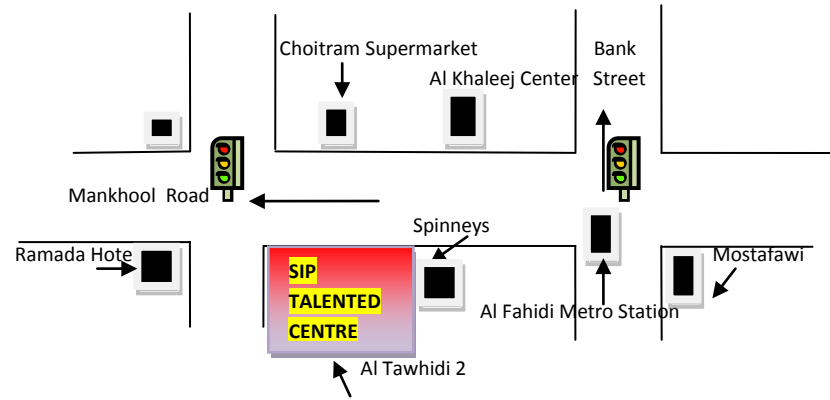 Choitram Supermarket
Bank
Al Khaleej Center Street
Mankhool Road
Spinneys
Ramada Hote
Mostafawi
SIP
TALENTED
CENTRE
Al Fahidi Metro Station
Al Tawhidi 2